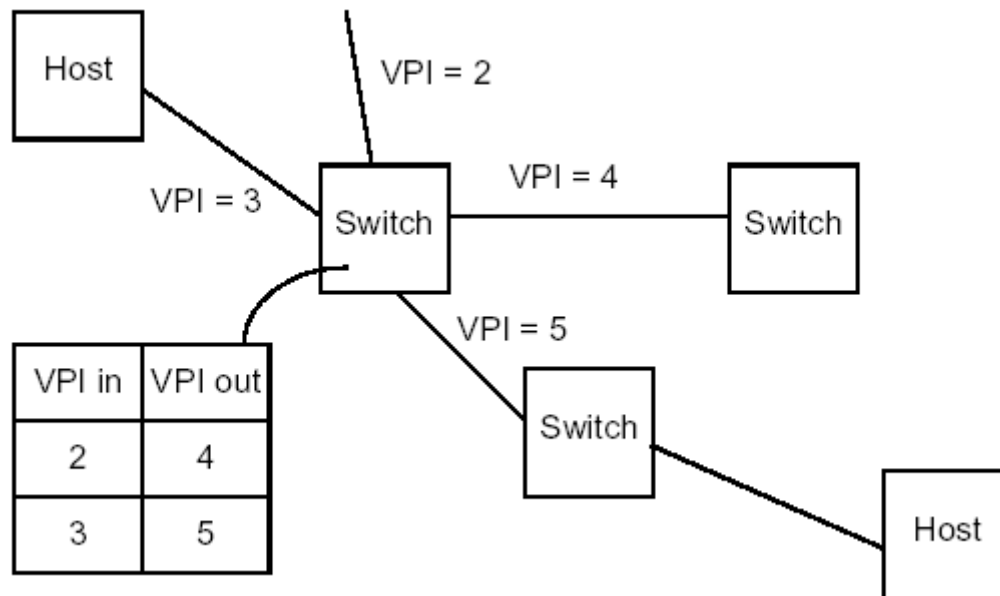 Host
VPI = 2
VPI = 3
VPI = 4
Switch
Switch
VPI = 5
VPI in VPI out
2 4
3 5
Switch
Host